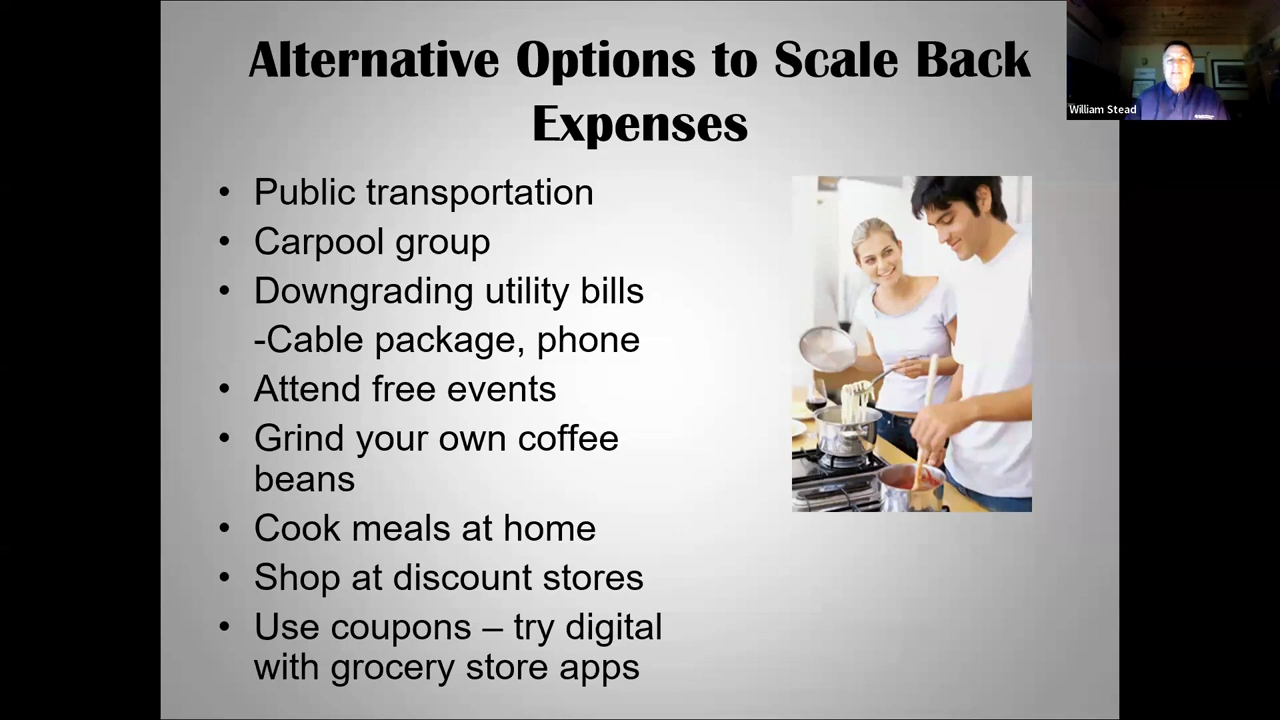 Alternative Options to Scale Back
Expenses
William Stead
• Public transportation
• Carpool group
• Downgrading utility bills
-Cable package, phone
• Attend free events
• Grind your own coffee
beans
• Cook meals at home
• Shop at discount stores
• Use coupons – try digital
with grocery store apps